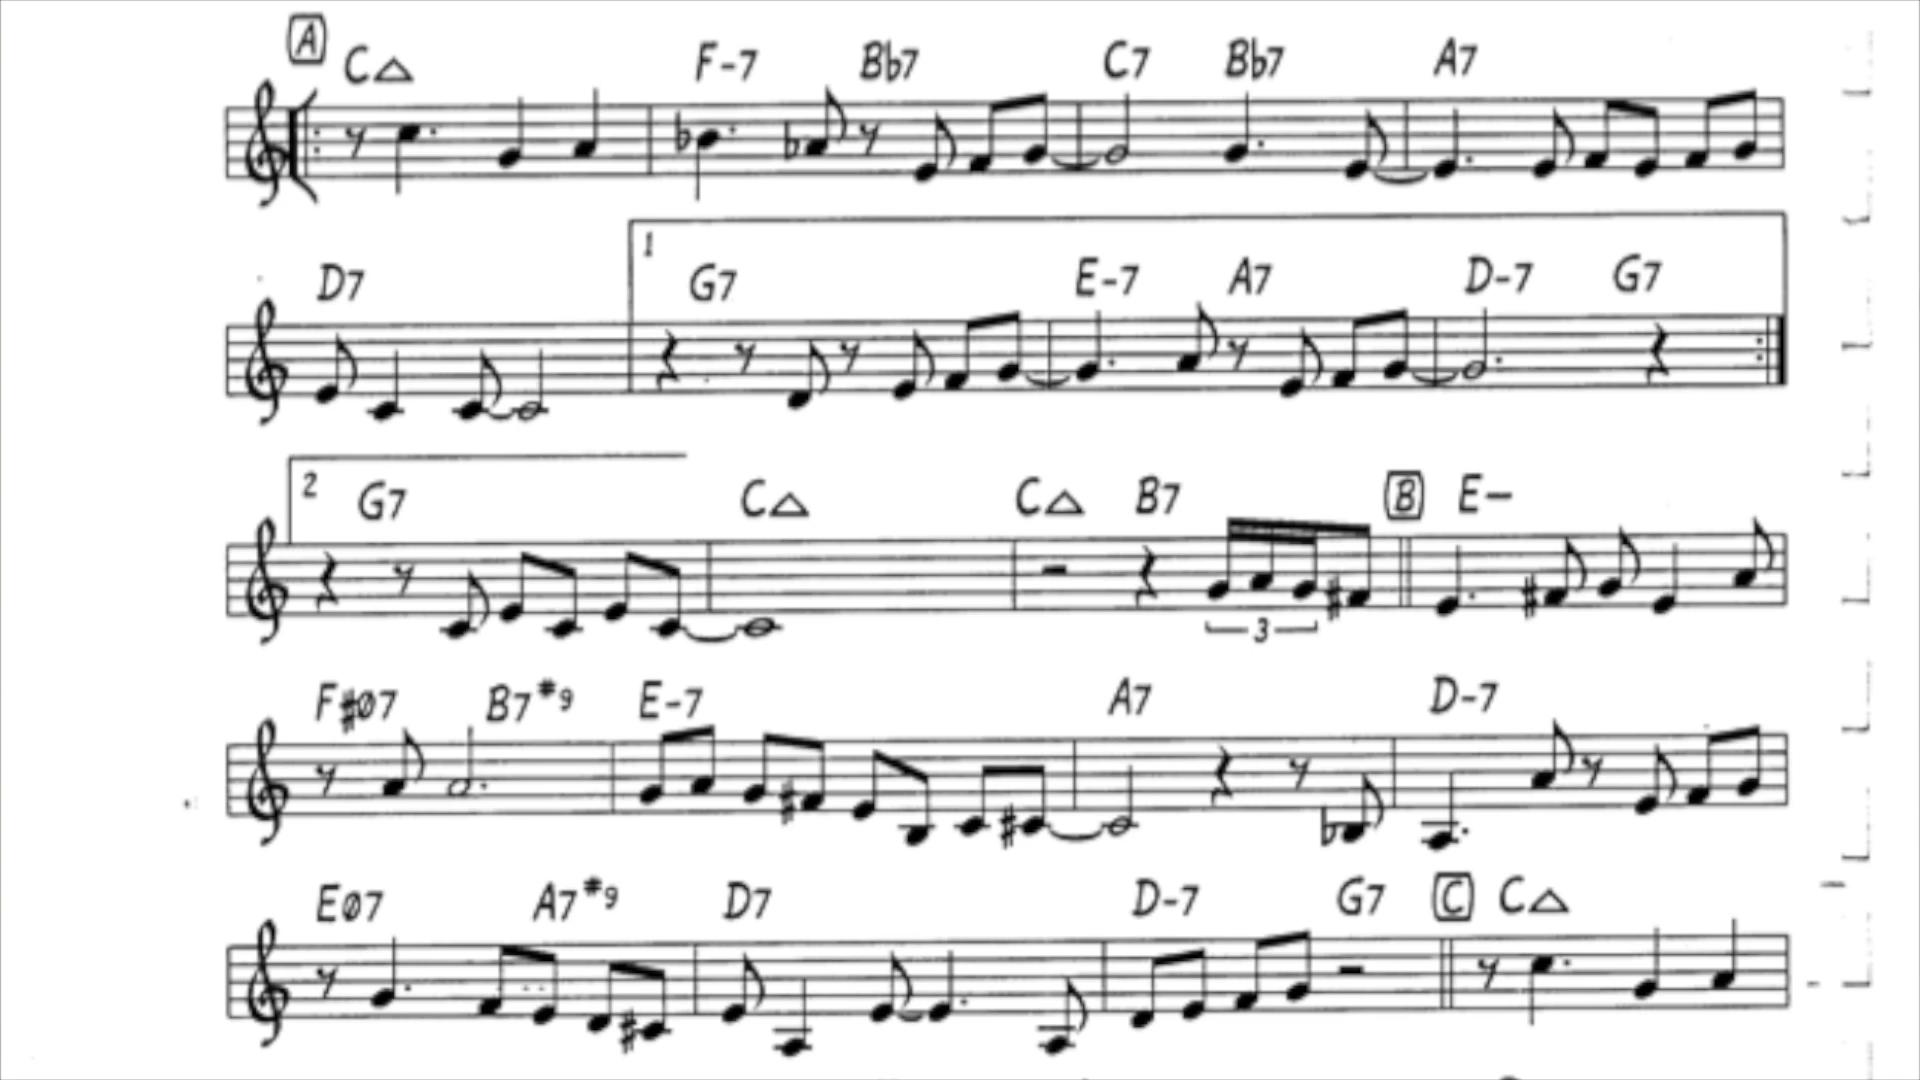 A C△ F-7 Bb7 C7 Bb7 A7
1
D7 G7 E-7 A7 D-7 G7
2 G7 C△ C△ B7 B E-
3
F#ø7 B7#9 E-7 A7 D-7
Eø7 A7#9 D7 D-7 G7 C C△